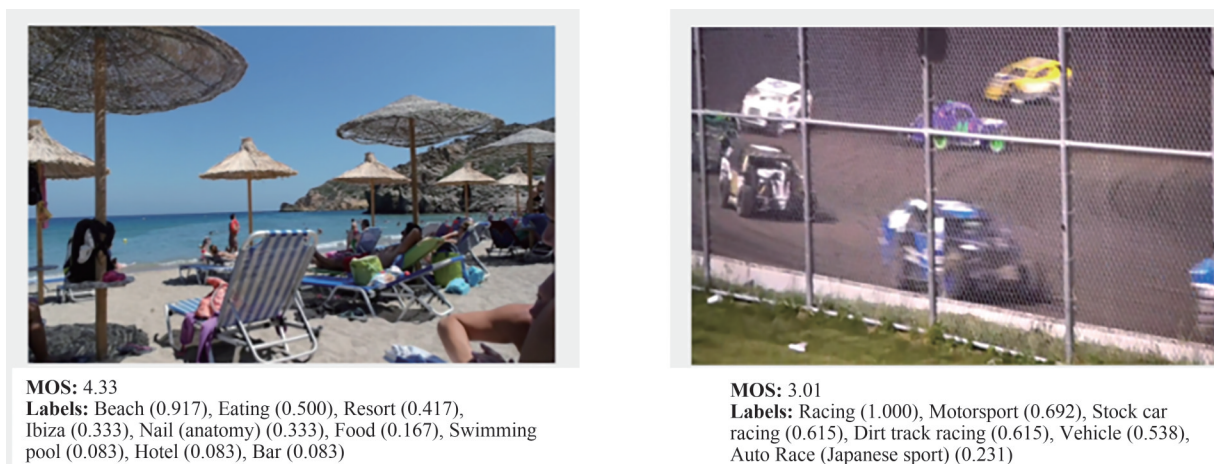 MOS: 4.33
Labels: Beach (0.917), Eating (0.500), Resort (0.417),
Ibiza (0.333), Nail (anatomy) (0.333), Food (0.167), Swimming
pool (0.083), Hotel (0.083), Bar (0.083)
MOS: 3.01
Labels: Racing (1.000), Motorsport (0.692), Stock car
racing (0.615), Dirt track racing (0.615), Vehicle (0.538),
Auto Race (Japanese sport) (0.231)